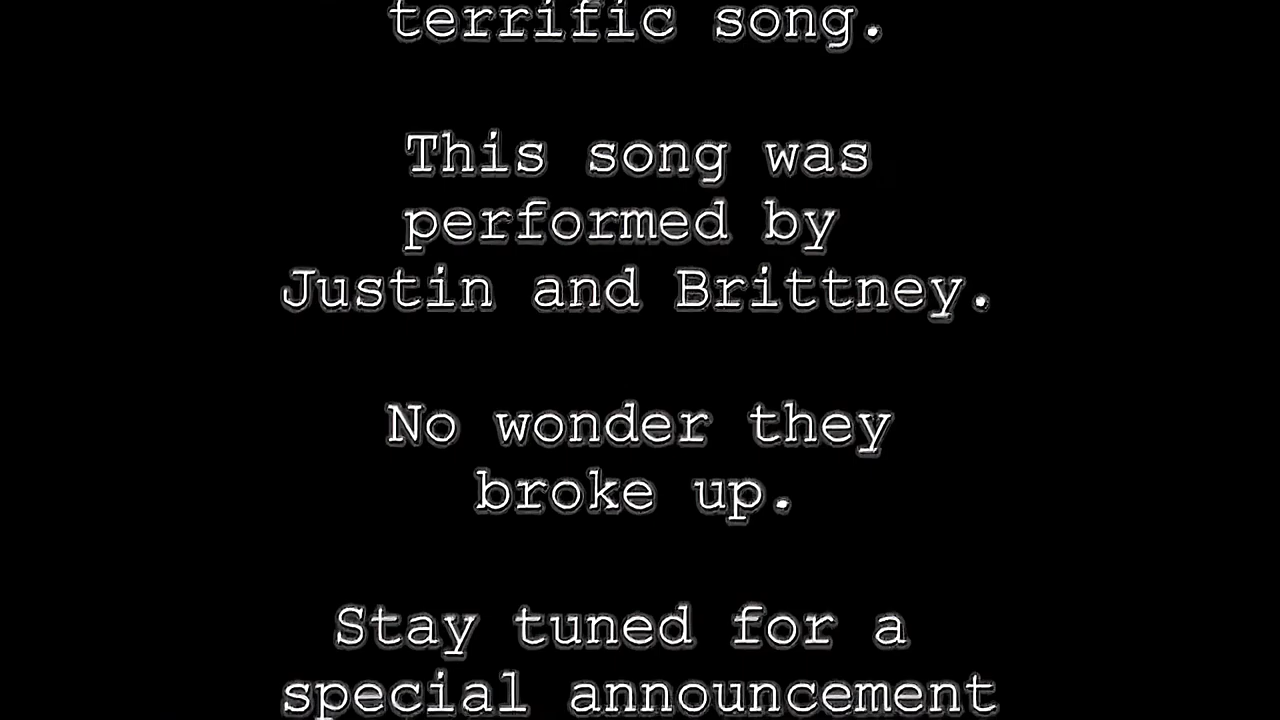 terrific song.
This song was
performed by
Justin and Brittney.
No wonder they
broke up.
Stay tuned for a
special announcement